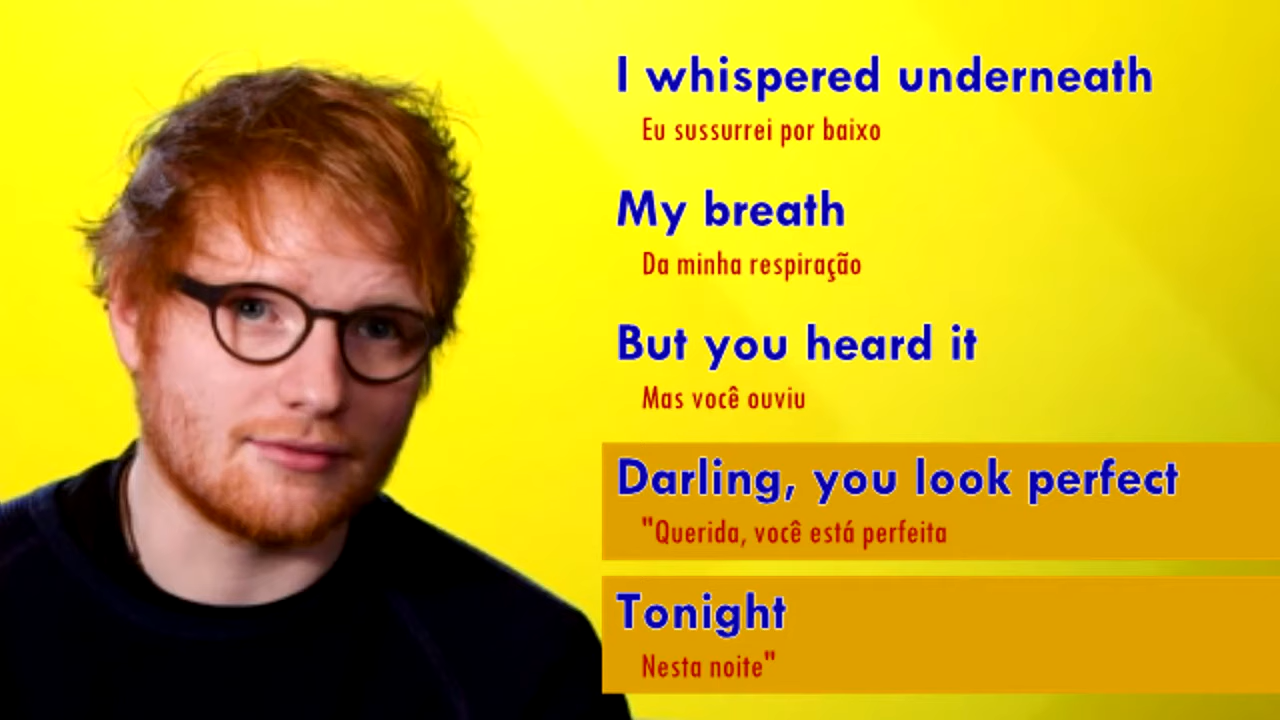 I whispered underneath
Eu sussurrei por baixo
My breath
Da minha respiração
But you heard it
Mas você ouviu
Darling, you look perfect
"Querida, você está perfeita
Tonight
Nesta noite"